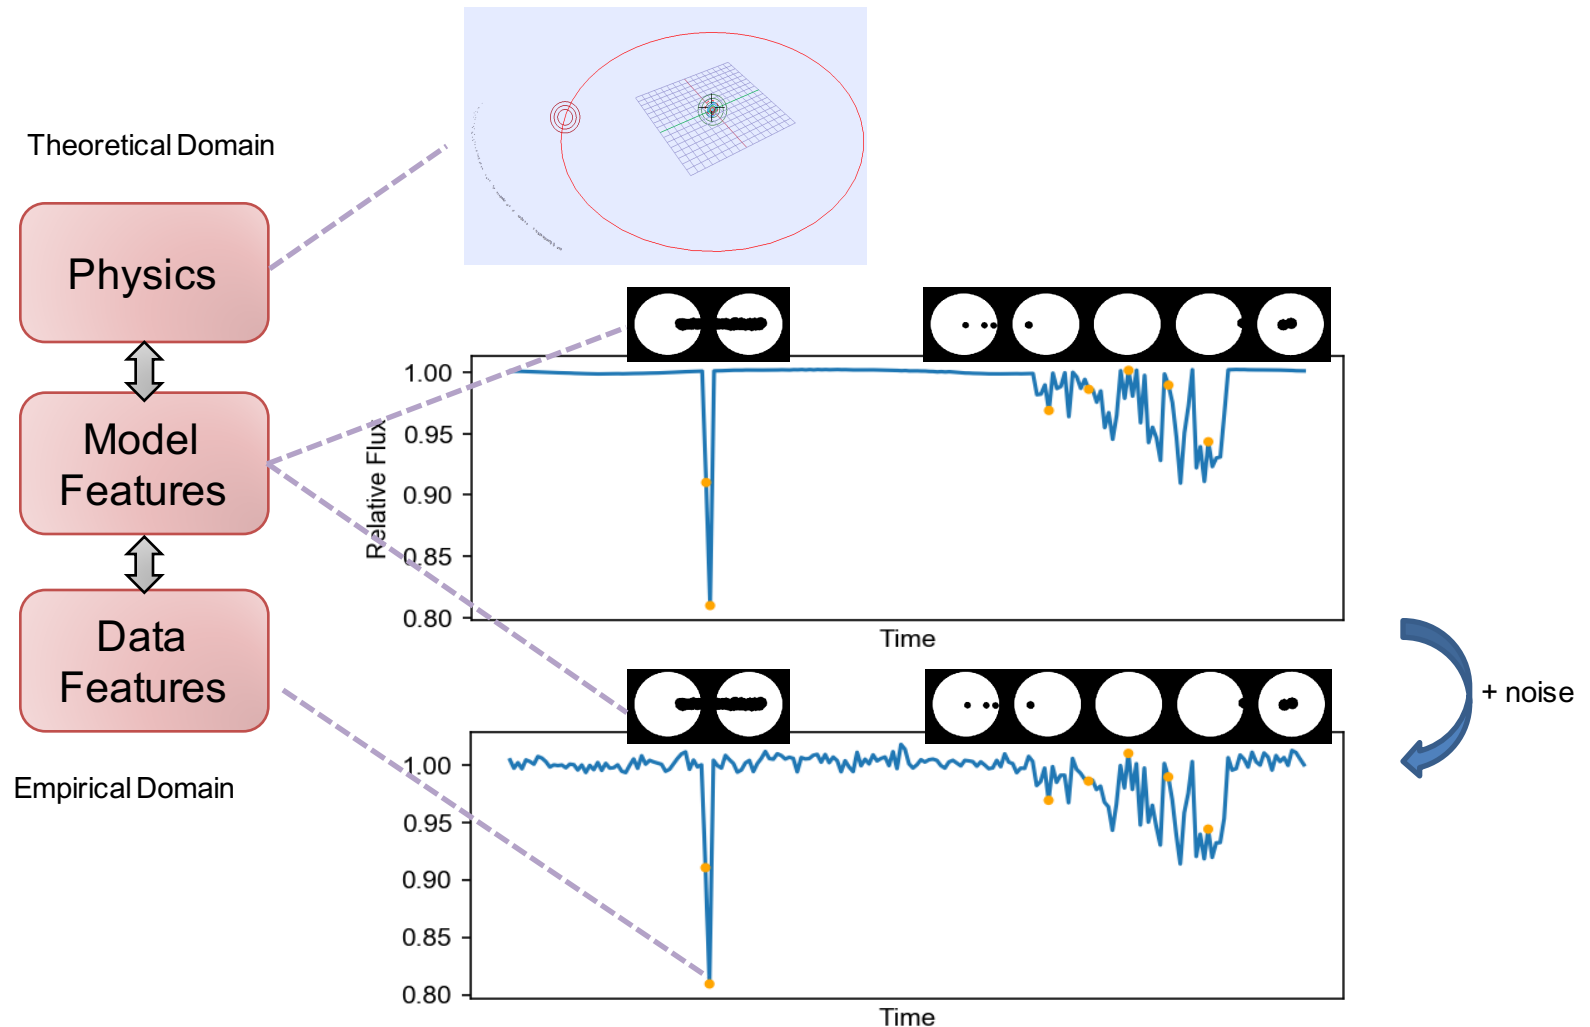 Theoretical Domain
Physics
Model
Features
Data
Features
Empirical Domain
1.00
0.95
0.90
0.85
0.80
Relative Flux
Time
+ noise
1.00
0.95
0.90
0.85
0.80
Time